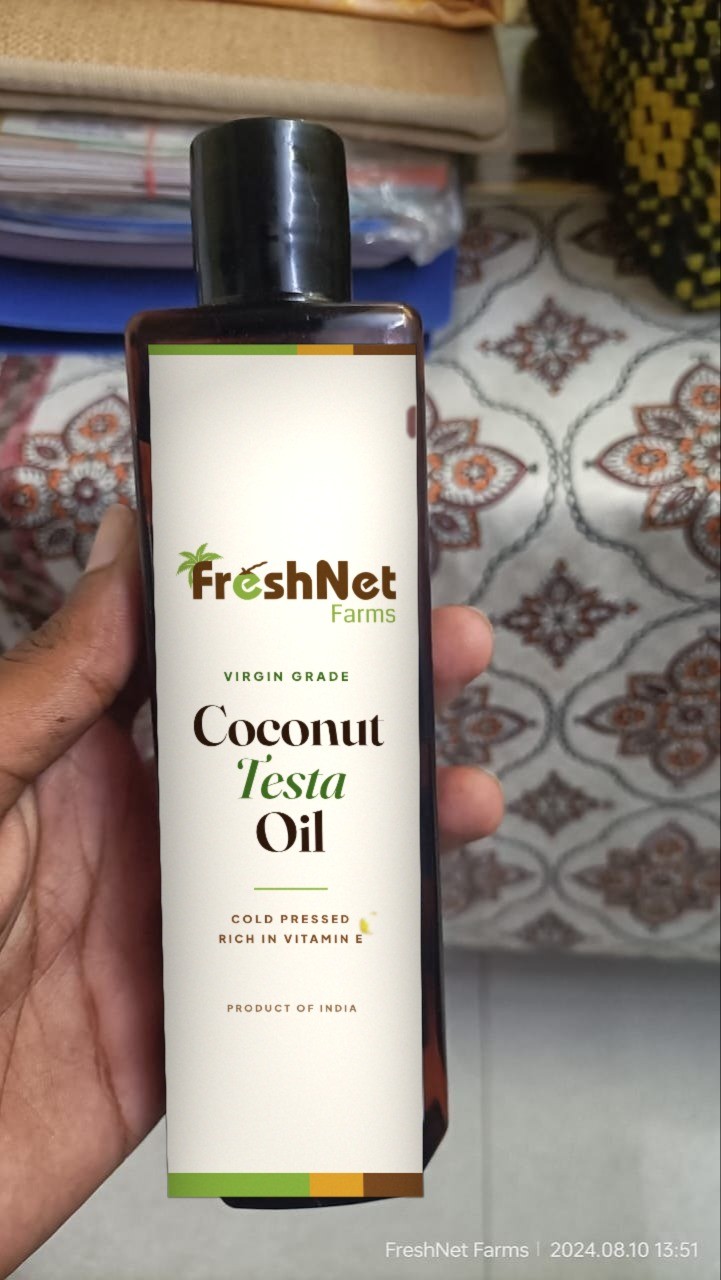 FreshNet
Farms
VIRGIN GRADE
Coconut
Testa
Oil
COLD PRESSED
RICH IN VITAMIN E
PRODUCT OF INDIA
FreshNet Farms | 2024.08.10 13:51